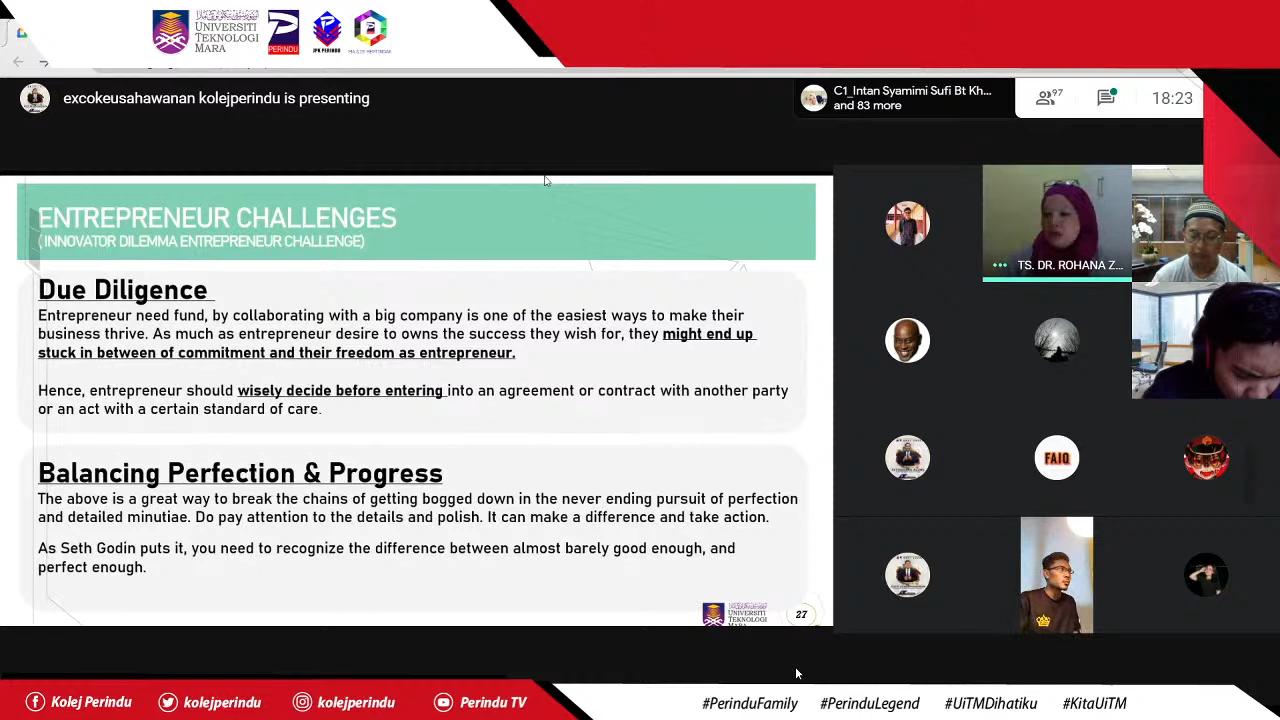 UNIVERSITI
TEKNOLOGI
MARA
PERINDU
JPK PERINDU
excokeusahawanan kolejperindu is presenting
C1_Intan Syamimi Sufi Bt Kh...
and 83 more
97
18:23
ENTREPRENEUR CHALLENGES
( INNOVATOR DILEMMA ENTREPRENEUR CHALLENGE)
Due Diligence
Entrepreneur need fund, by collaborating with a big company is one of the easiest ways to make their
business thrive. As much as entrepreneur desire to owns the success they wish for, they might end up
stuck in between of commitment and their freedom as entrepreneur.
Hence, entrepreneur should wisely decide before entering into an agreement or contract with another party
or an act with a certain standard of care.
Balancing Perfection & Progress
The above is a great way to break the chains of getting bogged down in the never ending pursuit of perfection
and detailed minutiae. Do pay attention to the details and polish. It can make a difference and take action.
As Seth Godin puts it, you need to recognize the difference between almost barely good enough, and
perfect enough.
UNIVERSITI
TEKNOLOGI
MARA
27
TS. DR. ROHANA Z...
FAIQ
Kolej Perindu
kolejperindu
kolejperindu
Perindu TV
#PerinduFamily
#PerinduLegend
#UiTMDihatiku
#KitaUiTM